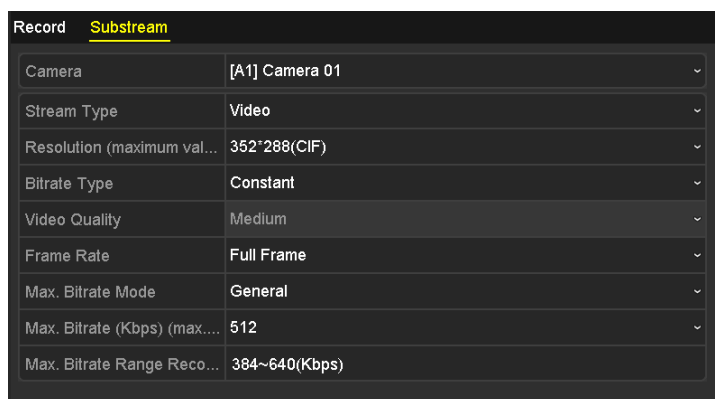 Record Substream
Camera [A1] Camera 01
Stream Type Video
Resolution (maximum val... 352*288(CIF)
Bitrate Type Constant
Video Quality Medium
Frame Rate Full Frame
Max. Bitrate Mode General
Max. Bitrate (Kbps) (max.... 512
Max. Bitrate Range Reco... 384~640(Kbps)